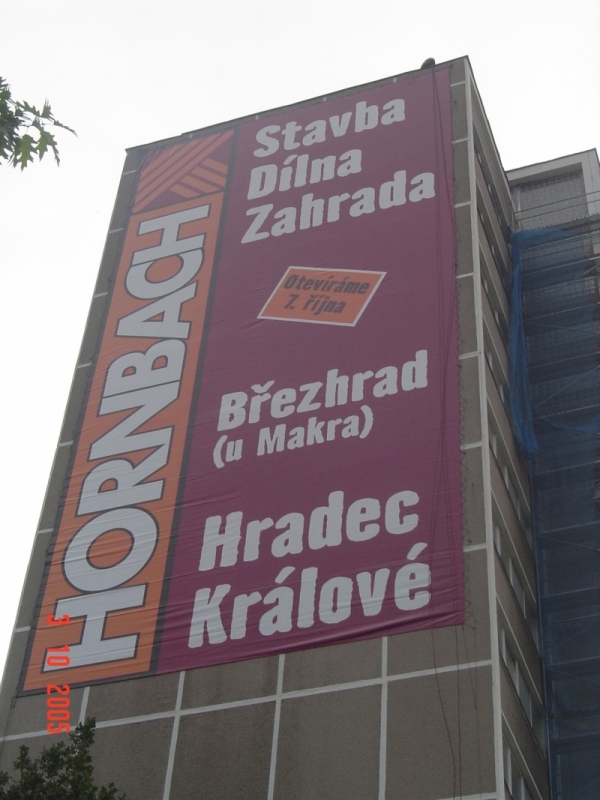 HORNBACH
Stavba
Dílna
Zahrada
Otevíráme
7. října
Březhrad
(u Makra)
Hradec
Králové
3 10 2005